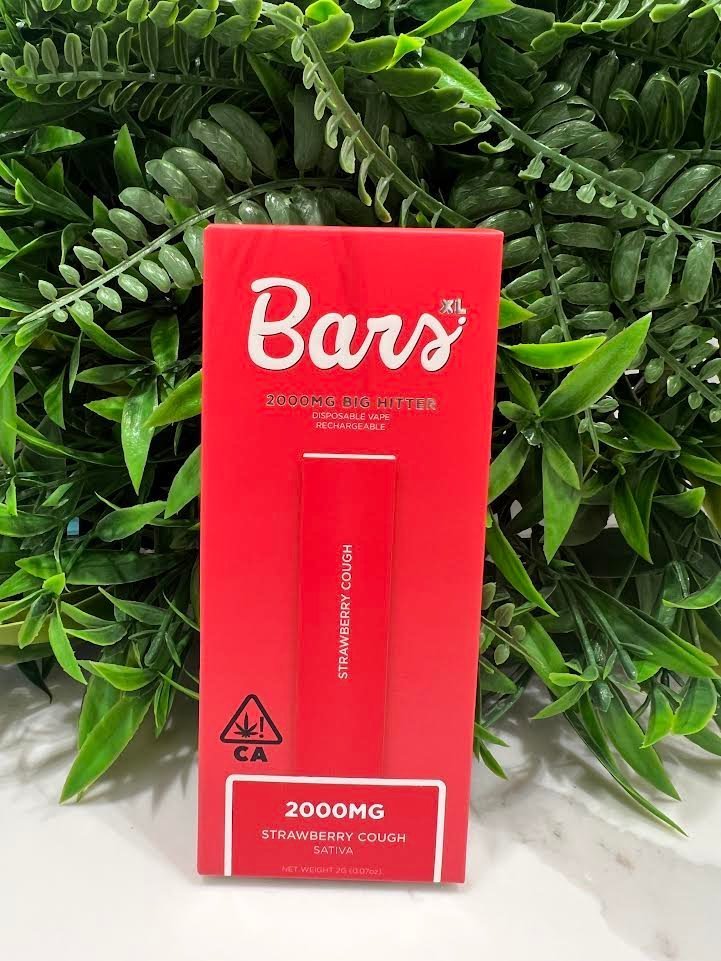 Bars XL
2000MG BIG HITTER
DISPOSABLE VAPE
RECHARGEABLE
STRAWBERRY COUGH
CA
2000MG
STRAWBERRY COUGH
SATIVA
NET WEIGHT 2G (0.07oz)